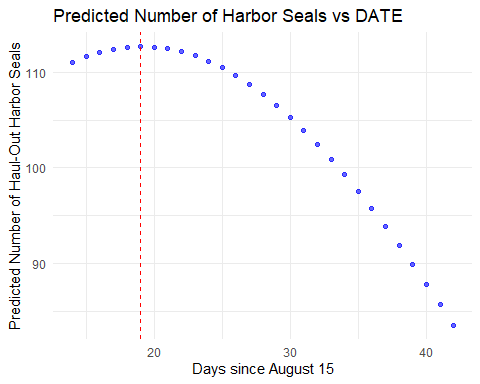 Predicted Number of Harbor Seals vs DATE
Predicted Number of Haul-Out Harbor Seals
110
100
90
20
30
40
Days since August 15